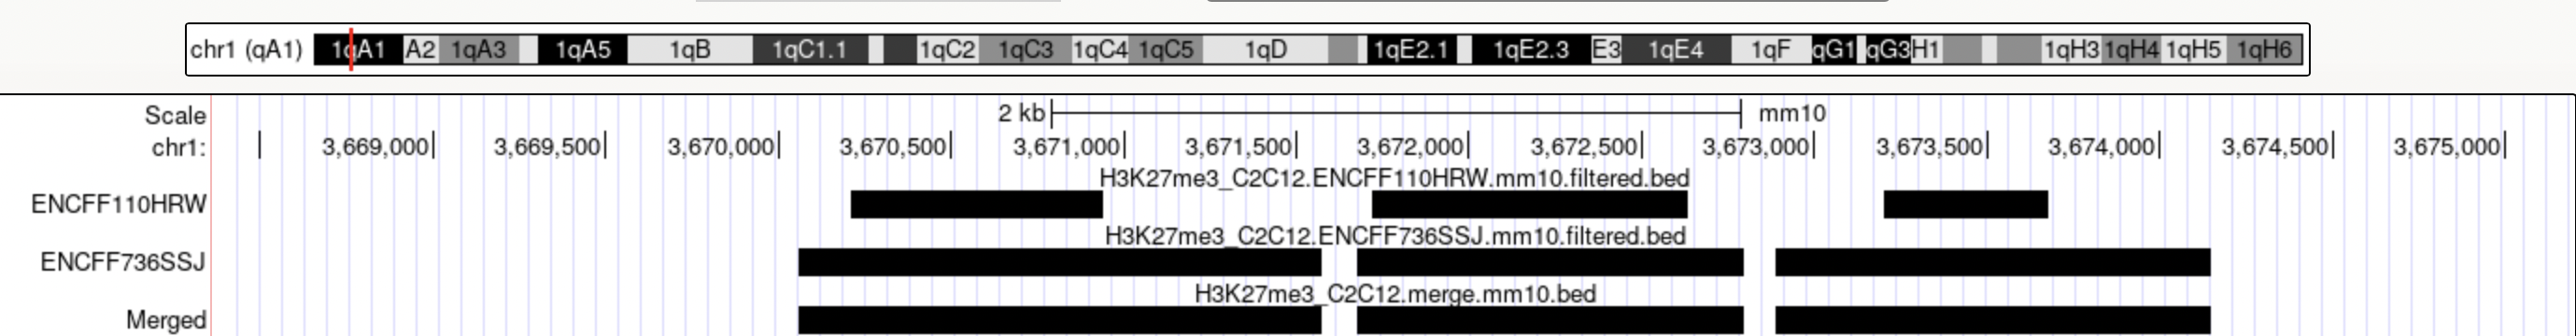 chr1 (qA1) 1qA1 A2 1qA3 1qA5 1qB 1qC1.1 1qC2 1qC3 1qC4 1qC5 1qD 1qE2.1 1qE2.3 E3 1qE4 1qF qG1 qG3 H1 1qH3 1qH4 1qH5 1qH6
Scale 2 kb mm10
chr1: 3,669,000 3,669,500 3,670,000 3,670,500 3,671,000 3,671,500 3,672,000 3,672,500 3,673,000 3,673,500 3,674,000 3,674,500 3,675,000
H3K27me3_C2C12.ENCFF110HRW.mm10.filtered.bed
ENCFF110HRW
H3K27me3_C2C12.ENCFF736SSJ.mm10.filtered.bed
ENCFF736SSJ
H3K27me3_C2C12.merge.mm10.bed
Merged